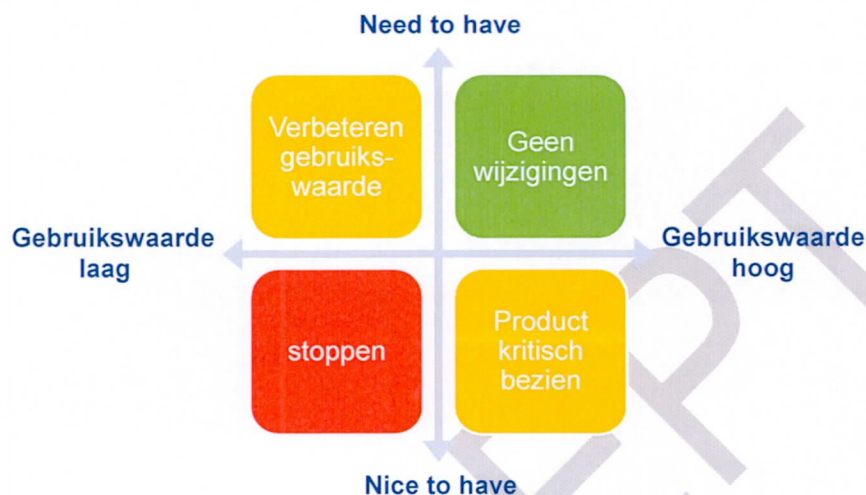 Need to have
Verbeteren
gebruiks-
waarde
Geen
wijzigingen
Gebruikswaarde
laag
Gebruikswaarde
hoog
stoppen
Product
kritisch
bezien
Nice to have
EPT